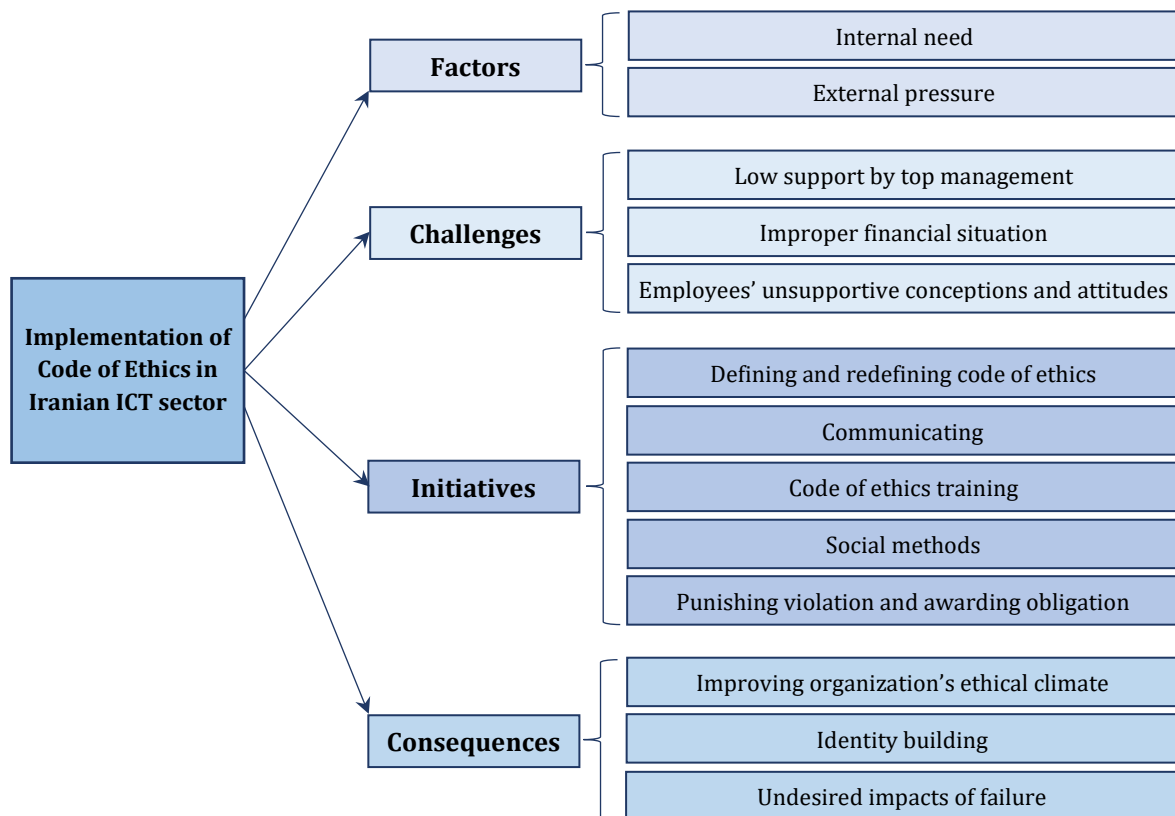 Implementation of
Code of Ethics in
Iranian ICT sector
Factors
Internal need
External pressure
Challenges
Low support by top management
Improper financial situation
Employees’ unsupportive conceptions and attitudes
Initiatives
Defining and redefining code of ethics
Communicating
Code of ethics training
Social methods
Punishing violation and awarding obligation
Consequences
Improving organization’s ethical climate
Identity building
Undesired impacts of failure